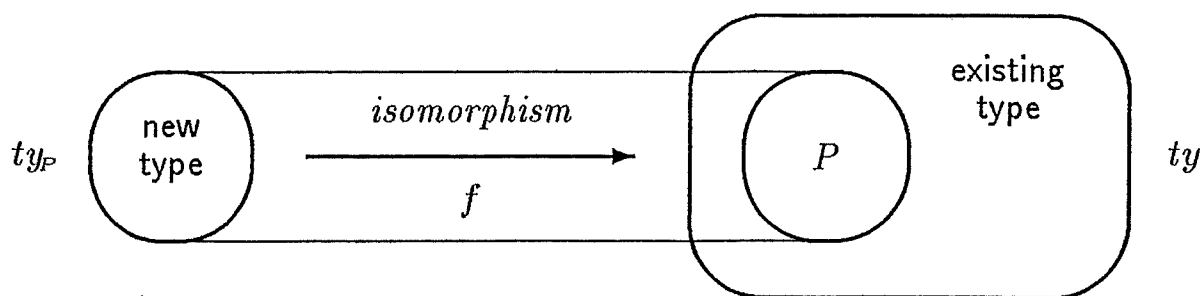 existing
type
new
type
isomorphism
ty_P
P
ty
f